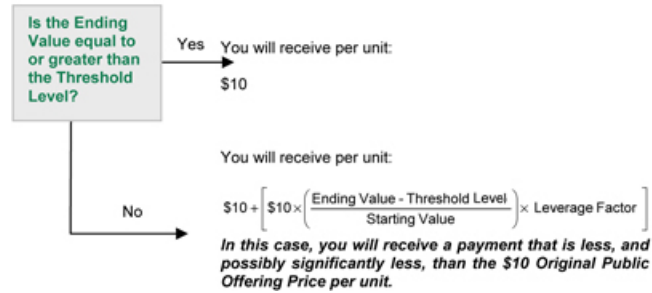 Is the Ending
Value equal to
or greater than
the Threshold
Level?
Yes
You will receive per unit:
$10
You will receive per unit:
No
$10 + [ $10 × ( Ending Value - Threshold Level / Starting Value ) × Leverage Factor ]
In this case, you will receive a payment that is less, and
possibly significantly less, than the $10 Original Public
Offering Price per unit.